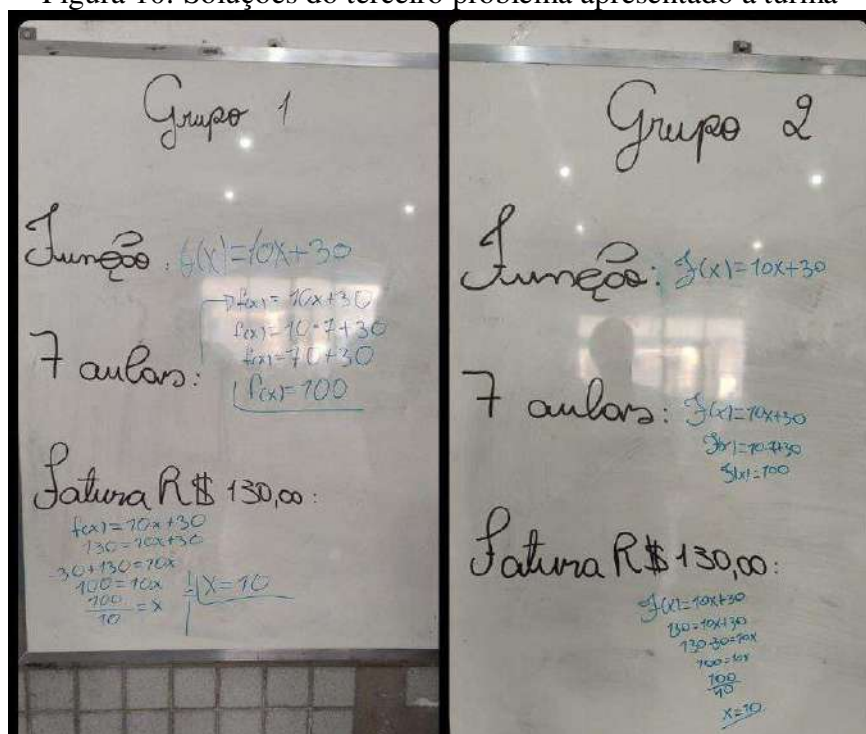 Figura 10: Soluções do terceiro problema apresentado à turma
Grupo 1
Função: f(x)=10x+30
f(x)=10x+30
f(x)=10·7+30
f(x)=70+30
7 aulas:
f(x)=100
Fatura R$ 130,00:
f(x)=10x+30
130=10x+30
-30+130=10x
100=10x
100/10=x
X=10
Grupo 2
Função: f(x)=10x+30
7 aulas: f(x)=10x+30
f(x)=10·7+30
f(x)=100
Fatura R$ 130,00:
f(x)=10x+30
130=10x+30
130-30=10x
100=10x
100/10
x=10